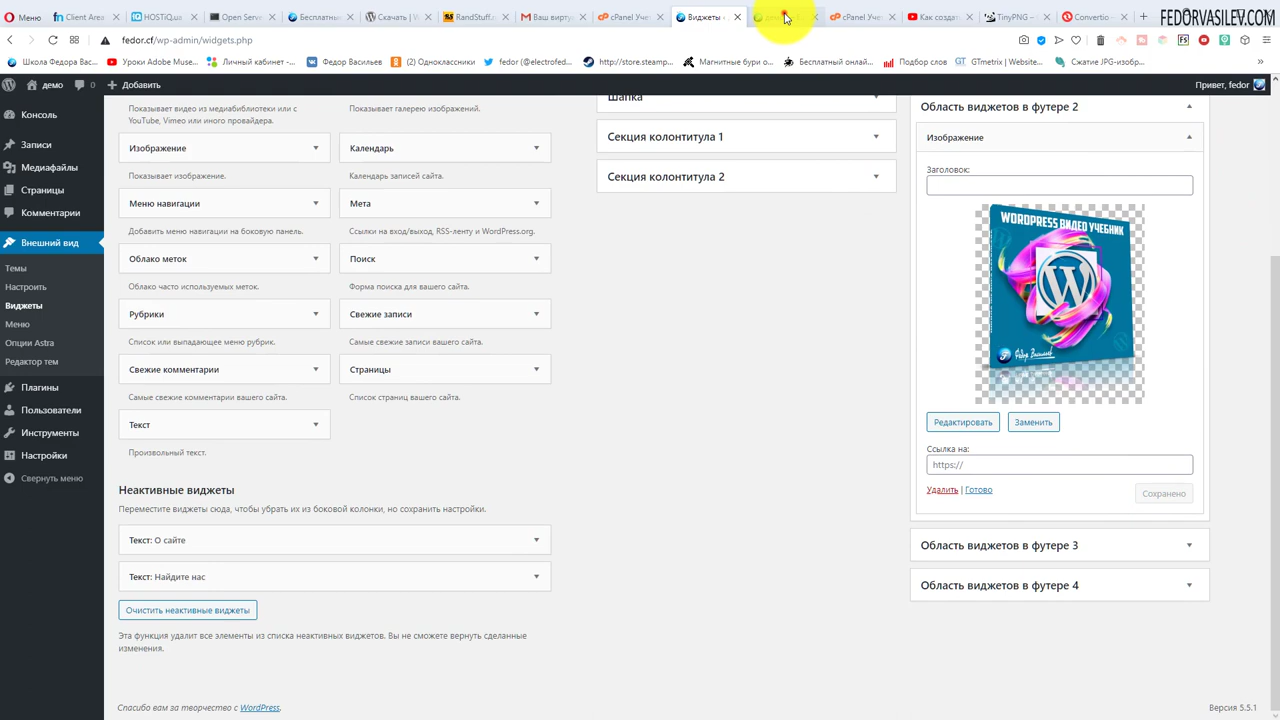 Меню
Client Area
HOSTiQ.ua
Open Serve
Бесплатны
Скачать | W
RandStuff.r
Ваш вирту
cPanel Учет
Виджеты
cPanel Учет
Как создат
TinyPNG –
Convertio –
FEDORVASILEV.COM
fedor.cf/wp-admin/widgets.php
Школа Федора Вас...
Уроки Adobe Muse...
Личный кабинет -...
Федор Васильев
(2) Одноклассники
fedor (@electrofed...
http://store.steamp...
Магнитные бури о...
Бесплатный онлай...
Подбор слов
GTmetrix | Website...
Сжатие JPG-изобр...
демо
0
Добавить
Привет, fedor
Консоль
Записи
Медиафайлы
Страницы
Комментарии
Внешний вид
Темы
Настроить
Виджеты
Меню
Опции Astra
Редактор тем
Плагины
Пользователи
Инструменты
Настройки
Свернуть меню
Показывает видео из медиабиблиотеки или с
YouTube, Vimeo или иного провайдера.
Показывает галерею изображений.
Изображение
Календарь
Показывает изображение.
Календарь записей сайта.
Меню навигации
Мета
Добавить меню навигации на боковую панель.
Ссылки на вход/выход, RSS-ленту и WordPress.org.
Облако меток
Поиск
Облако часто используемых меток.
Форма поиска для вашего сайта.
Рубрики
Свежие записи
Список или выпадающее меню рубрик.
Самые свежие записи вашего сайта.
Свежие комментарии
Страницы
Самые свежие комментарии вашего сайта.
Список страниц вашего сайта.
Текст
Произвольный текст.
Неактивные виджеты
Переместите виджеты сюда, чтобы убрать их из боковой колонки, но сохранить настройки.
Текст: О сайте
Текст: Найдите нас
Очистить неактивные виджеты
Эта функция удалит все элементы из списка неактивных виджетов. Вы не сможете вернуть сделанные
изменения.
Шапка
Секция колонтитула 1
Секция колонтитула 2
Область виджетов в футере 2
Изображение
Заголовок:
WORDPRESS ВИДЕО УЧЕБНИК
Федор Васильев
Редактировать
Заменить
Ссылка на:
https://
Удалить | Готово
Сохранено
Область виджетов в футере 3
Область виджетов в футере 4
Спасибо вам за творчество с WordPress.
Версия 5.5.1